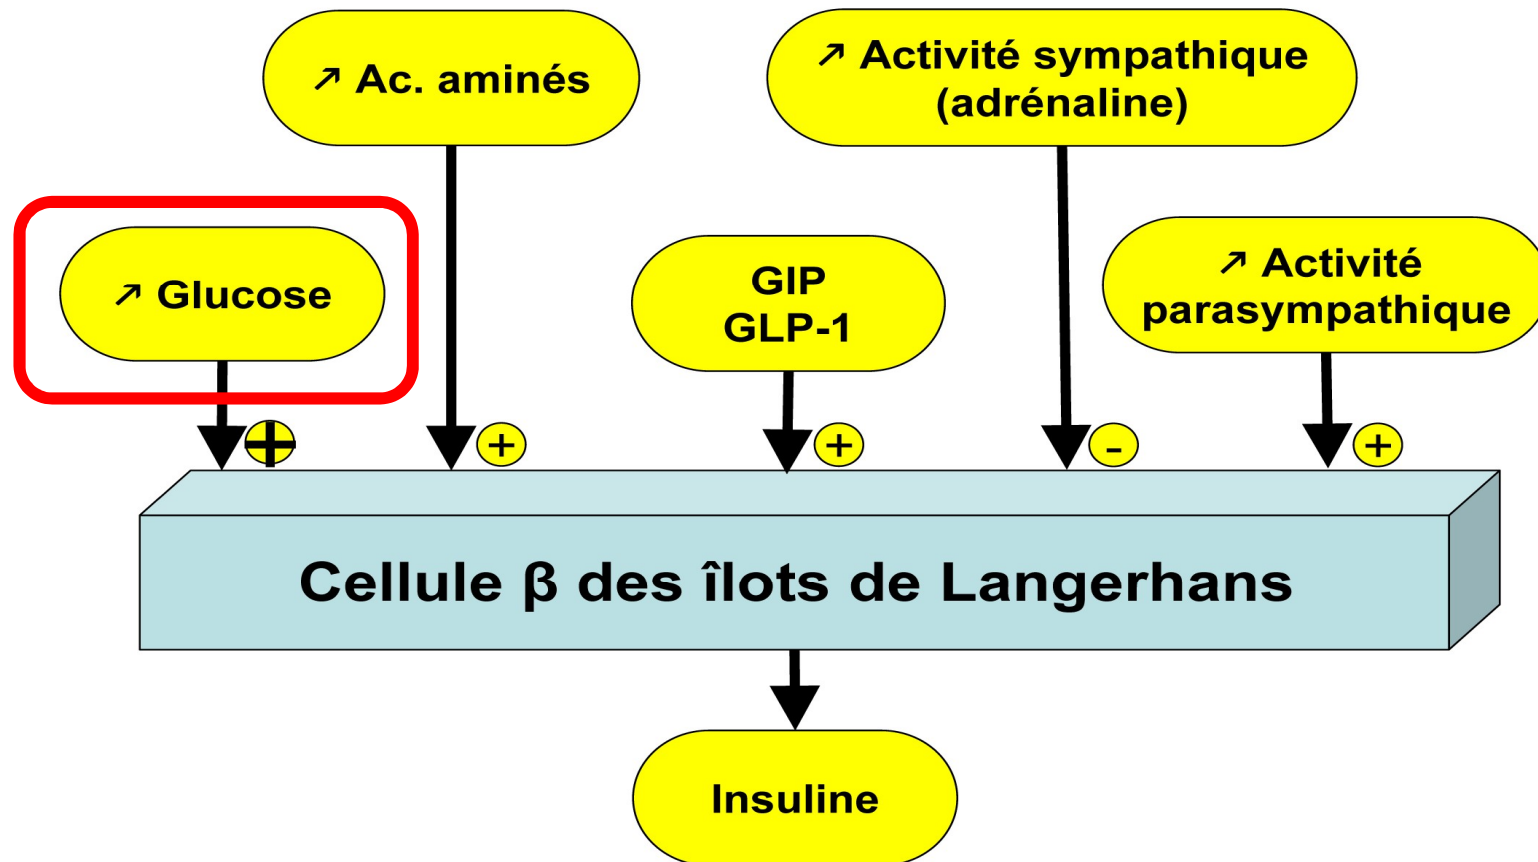 ↗ Ac. aminés
↗ Activité sympathique
(adrénaline)
↗ Glucose
GIP
GLP-1
↗ Activité
parasympathique
+
+
+
-
+
Cellule β des îlots de Langerhans
Insuline